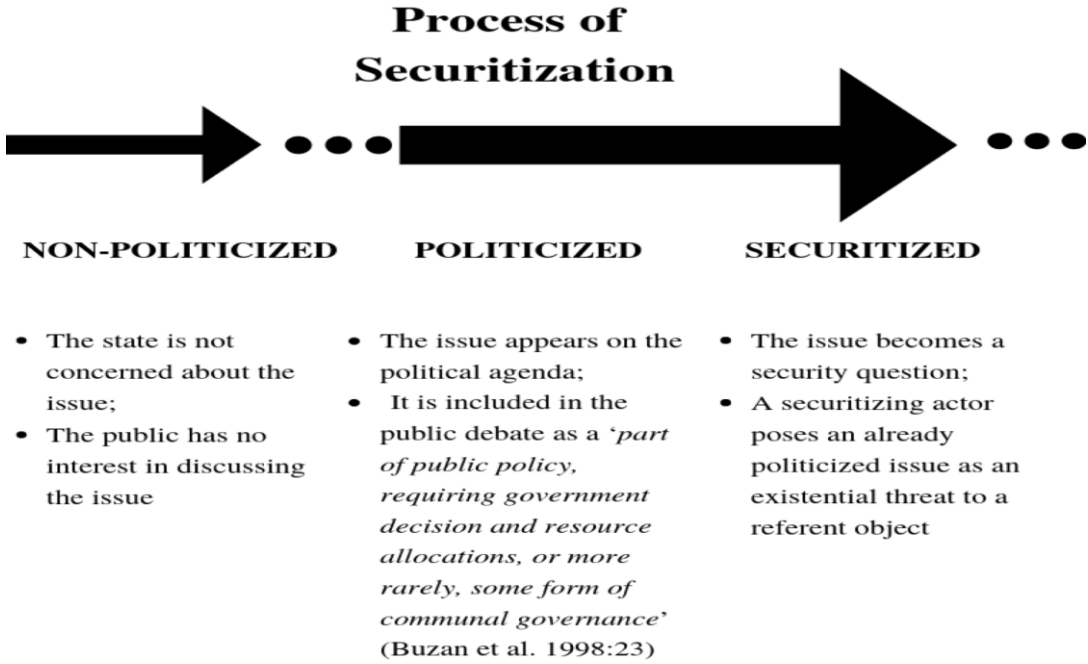 Process of
Securitization
NON-POLITICIZED
POLITICIZED
SECURITIZED
• The state is not
concerned about the
issue;
• The public has no
interest in discussing
the issue
• The issue appears on the
political agenda;
• It is included in the
public debate as a ‘part
of public policy,
requiring government
decision and resource
allocations, or more
rarely, some form of
communal governance’
(Buzan et al. 1998:23)
• The issue becomes a
security question;
• A securitizing actor
poses an already
politicized issue as an
existential threat to a
referent object